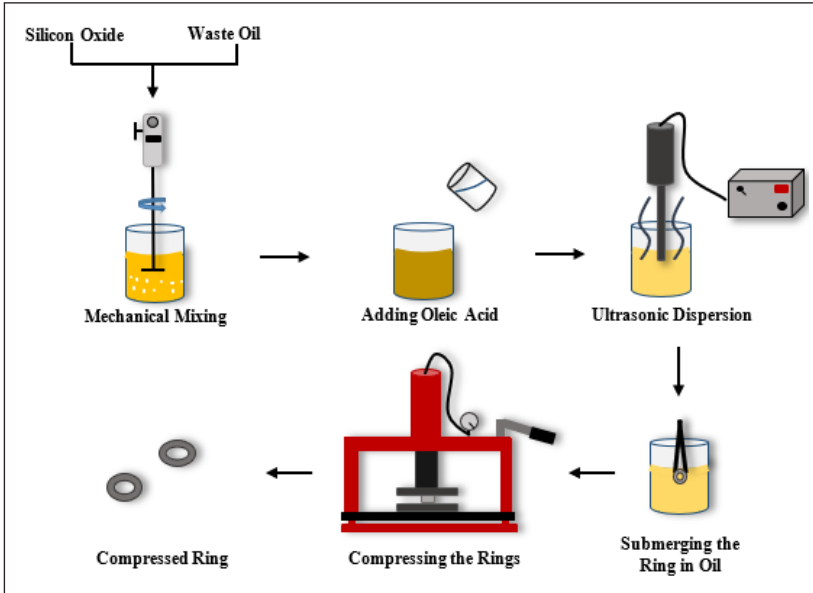 Silicon Oxide
Waste Oil
Mechanical Mixing
Adding Oleic Acid
Ultrasonic Dispersion
Compressed Ring
Compressing the Rings
Submerging the
Ring in Oil